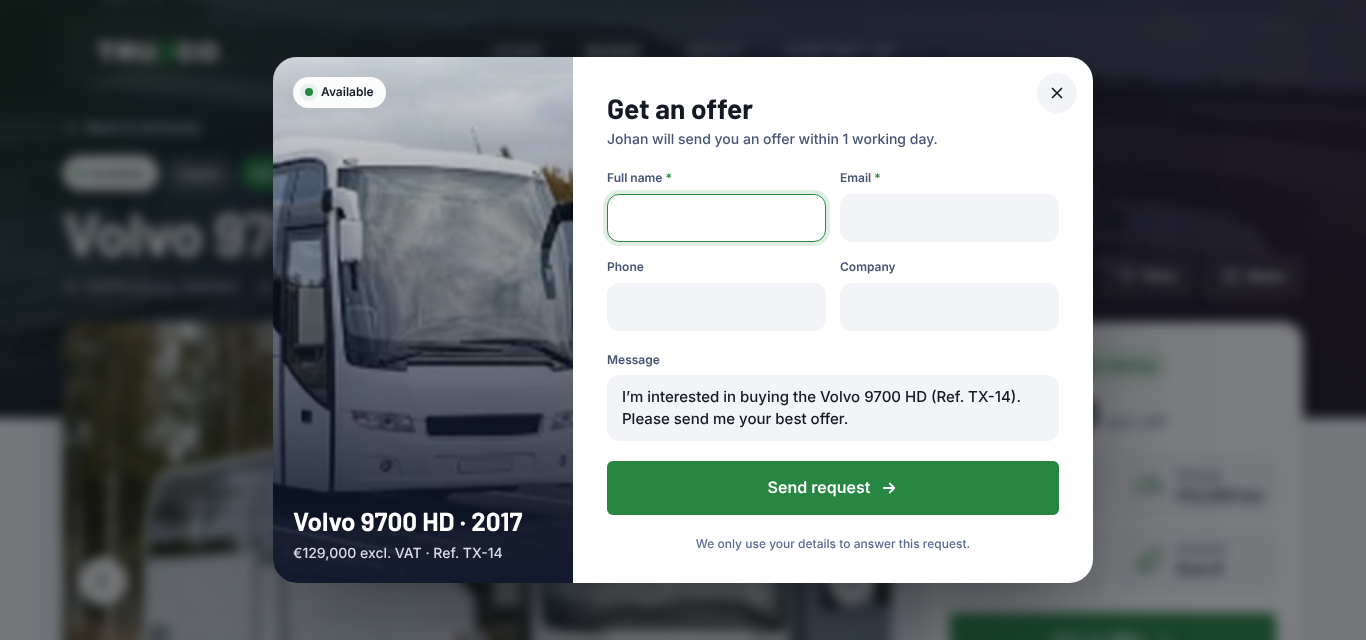 Available
Get an offer
Johan will send you an offer within 1 working day.
Full name *
Email *
Phone
Company
Message
I’m interested in buying the Volvo 9700 HD (Ref. TX-14).
Please send me your best offer.
Send request →
We only use your details to answer this request.
Volvo 9700 HD · 2017
€129,000 excl. VAT · Ref. TX-14
Volvo 97